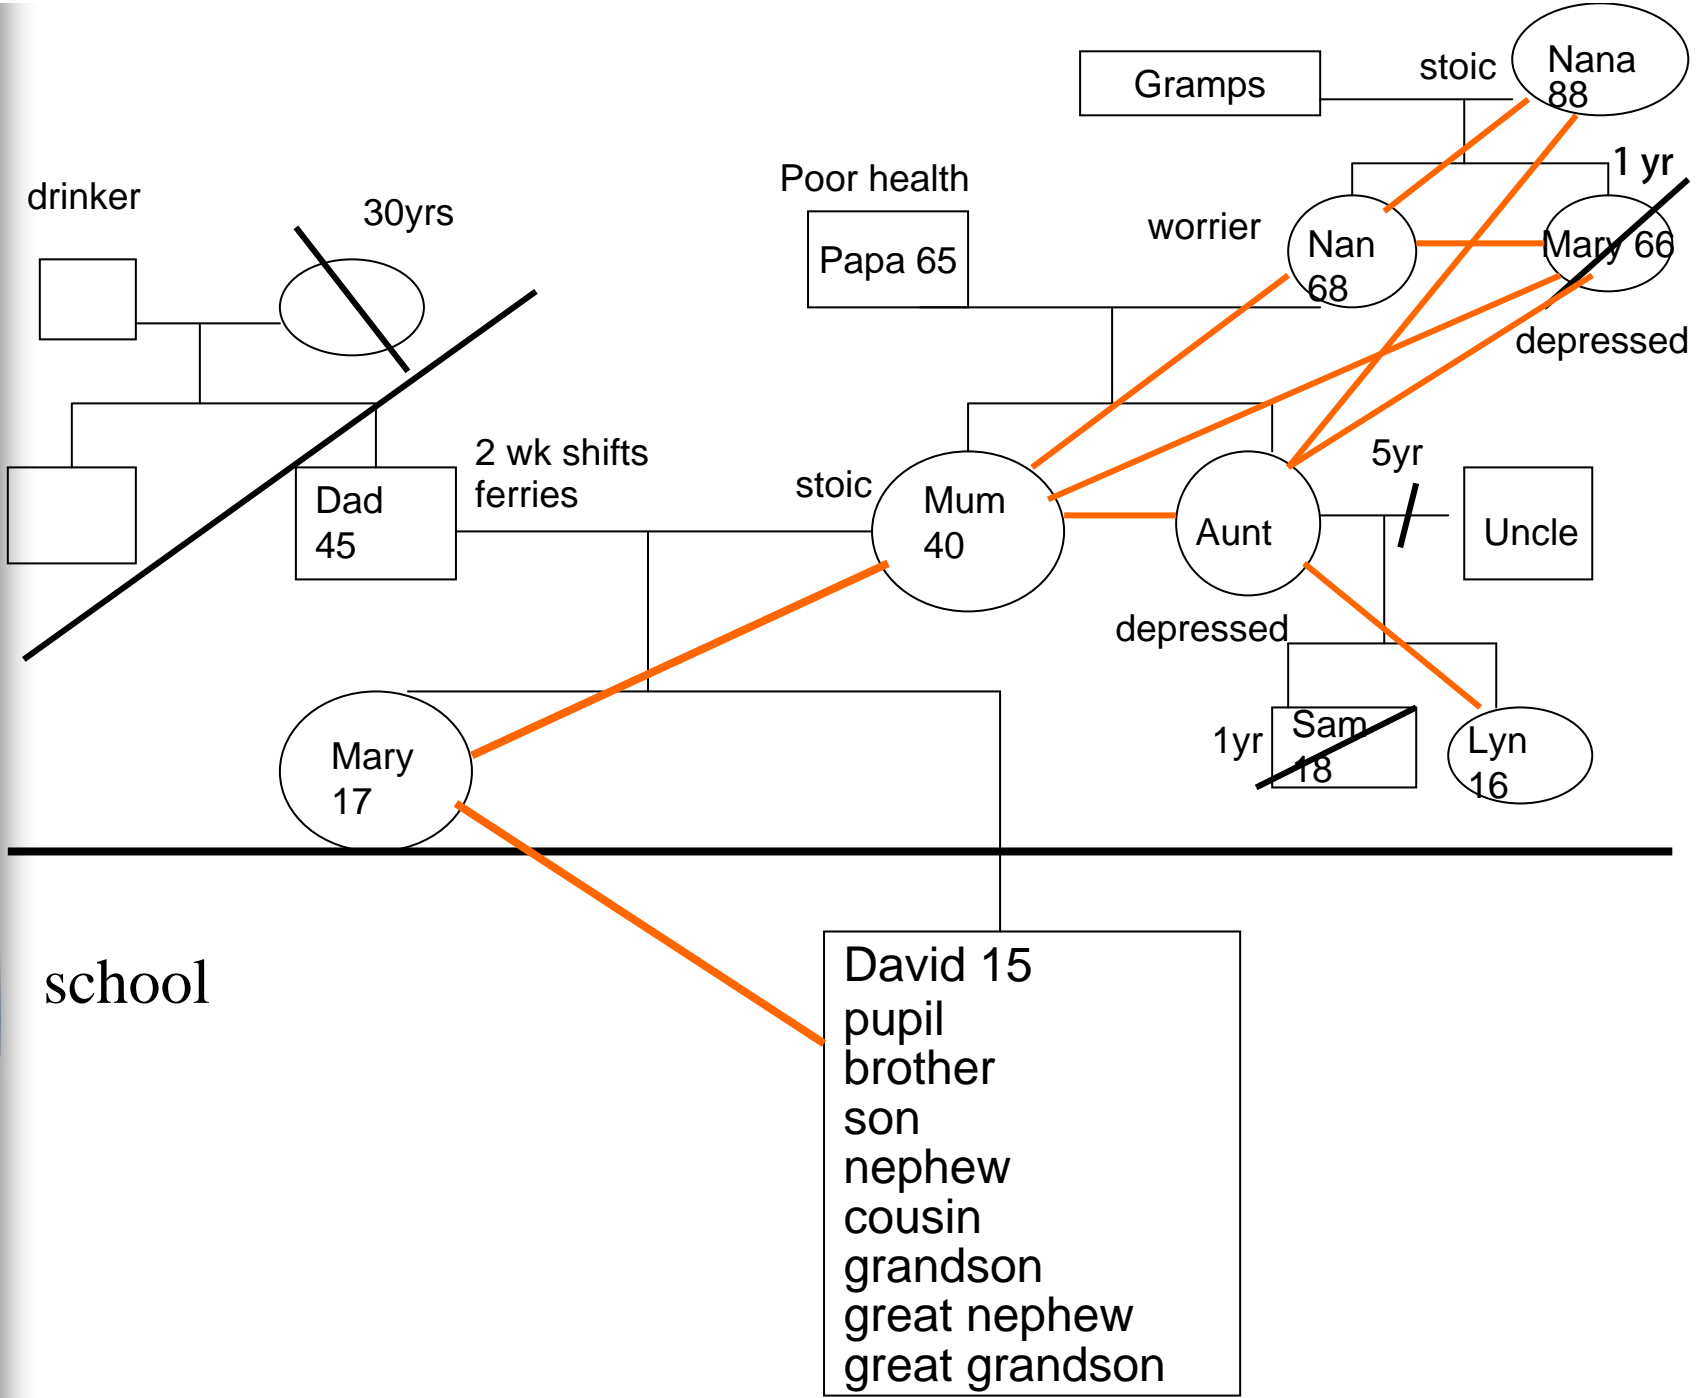 stoic
Nana
88
Gramps
1 yr
Poor health
drinker
30yrs
worrier
Papa 65
Nan
68
Mary 66
depressed
2 wk shifts
ferries
stoic
5yr
Dad
45
Mum
40
Aunt
Uncle
depressed
1yr
Sam
18
Lyn
16
Mary
17
school
David 15
pupil
brother
son
nephew
cousin
grandson
great nephew
great grandson